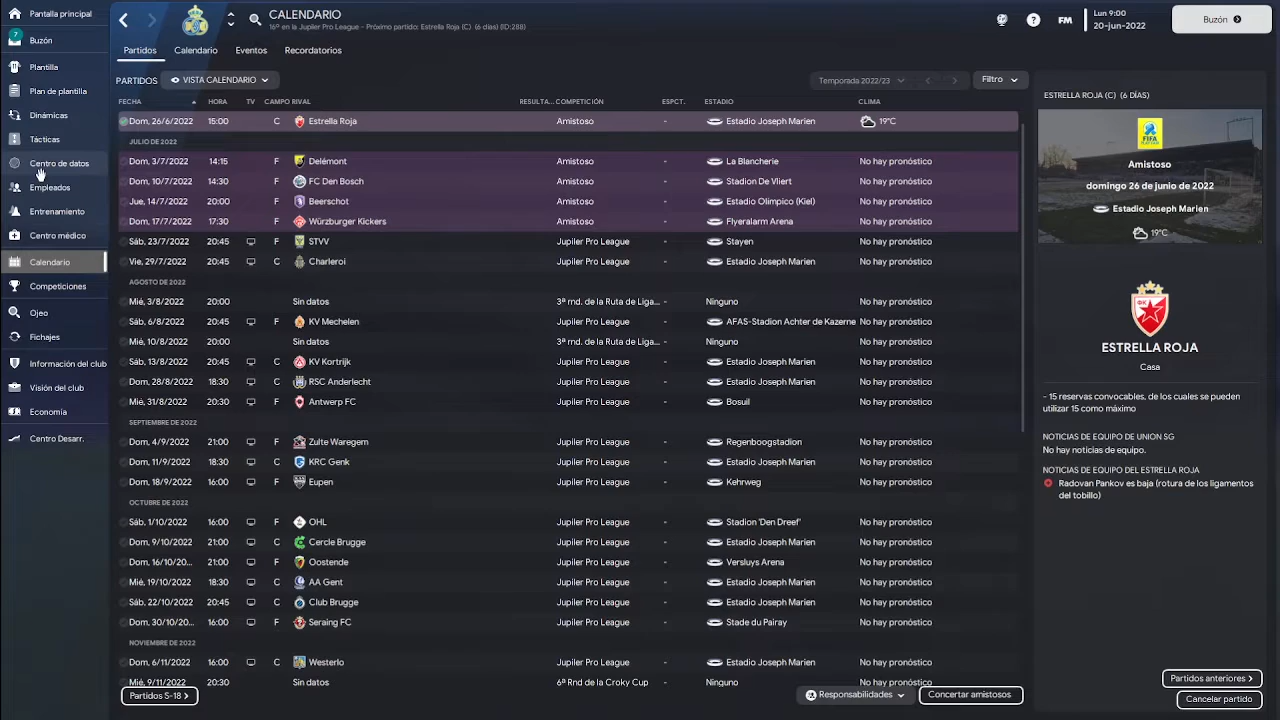 Pantalla principal
7
Buzón
Plantilla
Plan de plantilla
Dinámicas
Tácticas
Centro de datos
Empleados
Entrenamiento
Centro médico
Calendario
Competiciones
Ojeo
Fichajes
Información del club
Visión del club
Economía
Centro Desarr.
CALENDARIO
16º en la Jupiler Pro League - Próximo partido: Estrella Roja (C) (6 días) (ID:288)
FM
Lun 9:00
20-jun-2022
Buzón
Partidos Calendario Eventos Recordatorios
PARTIDOS VISTA CALENDARIO Temporada 2022/23 Filtro
FECHA HORA TV CAMPO RIVAL RESULTA... COMPETICIÓN ESPCT. ESTADIO CLIMA
Dom, 26/6/2022 15:00 C Estrella Roja Amistoso - Estadio Joseph Marien 19°C
JULIO DE 2022
Dom, 3/7/2022 14:15 F Delémont Amistoso - La Blancherie No hay pronóstico
Dom, 10/7/2022 14:30 F FC Den Bosch Amistoso - Stadion De Vliert No hay pronóstico
Jue, 14/7/2022 20:00 F Beerschot Amistoso - Estadio Olímpico (Kiel) No hay pronóstico
Dom, 17/7/2022 17:30 F Würzburger Kickers Amistoso - Flyeralarm Arena No hay pronóstico
Sáb, 23/7/2022 20:45 F STVV Jupiler Pro League - Stayen No hay pronóstico
Vie, 29/7/2022 20:45 C Charleroi Jupiler Pro League - Estadio Joseph Marien No hay pronóstico
AGOSTO DE 2022
Mié, 3/8/2022 20:00 Sin datos 3ª rnd. de la Ruta de Liga... - Ninguno No hay pronóstico
Sáb, 6/8/2022 20:45 F KV Mechelen Jupiler Pro League - AFAS-Stadion Achter de Kazerne No hay pronóstico
Mié, 10/8/2022 20:00 Sin datos 3ª rnd. de la Ruta de Liga... - Ninguno No hay pronóstico
Sáb, 13/8/2022 20:45 C KV Kortrijk Jupiler Pro League - Estadio Joseph Marien No hay pronóstico
Dom, 28/8/2022 18:30 C RSC Anderlecht Jupiler Pro League - Estadio Joseph Marien No hay pronóstico
Mié, 31/8/2022 20:30 F Antwerp FC Jupiler Pro League - Bosuil No hay pronóstico
SEPTIEMBRE DE 2022
Dom, 4/9/2022 21:00 F Zulte Waregem Jupiler Pro League - Regenboogstadion No hay pronóstico
Dom, 11/9/2022 18:30 C KRC Genk Jupiler Pro League - Estadio Joseph Marien No hay pronóstico
Dom, 18/9/2022 16:00 F Eupen Jupiler Pro League - Kehrweg No hay pronóstico
OCTUBRE DE 2022
Sáb, 1/10/2022 16:00 F OHL Jupiler Pro League - Stadion 'Den Dreef' No hay pronóstico
Dom, 9/10/2022 21:00 C Cercle Brugge Jupiler Pro League - Estadio Joseph Marien No hay pronóstico
Dom, 16/10/20... 21:00 F Oostende Jupiler Pro League - Versluys Arena No hay pronóstico
Mié, 19/10/2022 18:30 C AA Gent Jupiler Pro League - Estadio Joseph Marien No hay pronóstico
Sáb, 22/10/2022 20:45 C Club Brugge Jupiler Pro League - Estadio Joseph Marien No hay pronóstico
Dom, 30/10/20... 16:00 F Seraing FC Jupiler Pro League - Stade du Pairay No hay pronóstico
NOVIEMBRE DE 2022
Dom, 6/11/2022 16:00 C Westerlo Jupiler Pro League - Estadio Joseph Marien No hay pronóstico
Mié, 9/11/2022 20:30 Sin datos 6ª Rnd de la Croky Cup - Ninguno No hay pronóstico
Partidos S-18 Responsabilidades Concertar amistosos
ESTRELLA ROJA (C) (6 DÍAS)
FIFA
Amistoso
domingo 26 de junio de 2022
Estadio Joseph Marien
19°C
ESTRELLA ROJA
Casa
- 15 reservas convocables, de los cuales se pueden
utilizar 15 como máximo
NOTICIAS DE EQUIPO DE UNION SG
No hay noticias de equipo.
NOTICIAS DE EQUIPO DEL ESTRELLA ROJA
Radovan Pankov es baja (rotura de los ligamentos
del tobillo)
Partidos anteriores
Cancelar partido